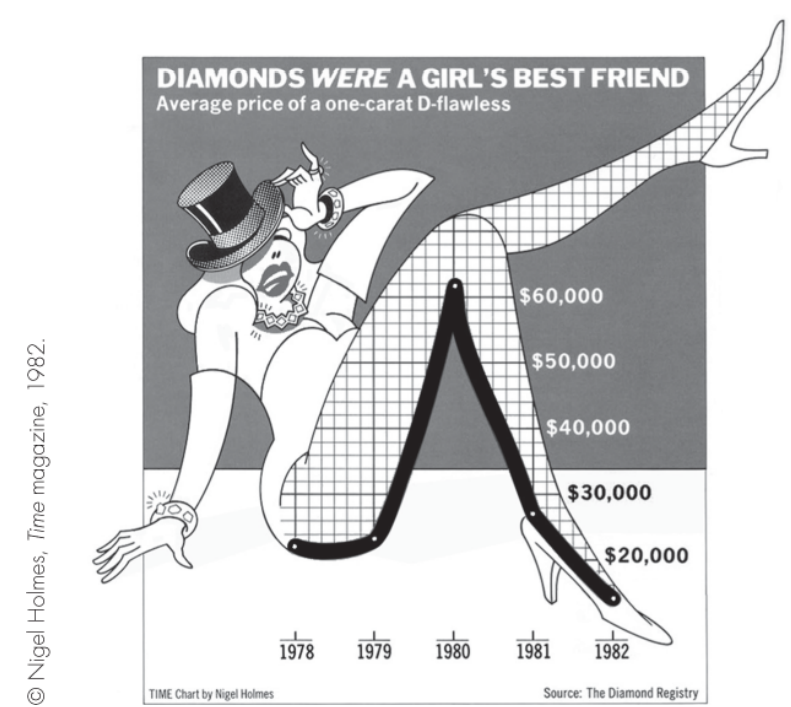 DIAMONDS WERE A GIRL'S BEST FRIEND
Average price of a one-carat D-flawless
$60,000
$50,000
$40,000
$30,000
$20,000
1978 1979 1980 1981 1982
TIME Chart by Nigel Holmes Source: The Diamond Registry
© Nigel Holmes, Time magazine, 1982.